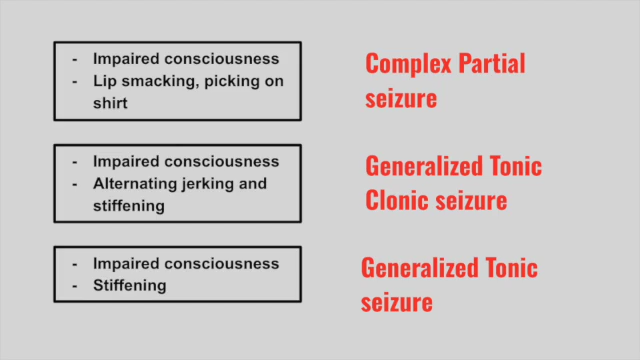 - Impaired consciousness
- Lip smacking, picking on
shirt
Complex Partial
seizure
- Impaired consciousness
- Alternating jerking and
stiffening
Generalized Tonic
Clonic seizure
- Impaired consciousness
- Stiffening
Generalized Tonic
seizure